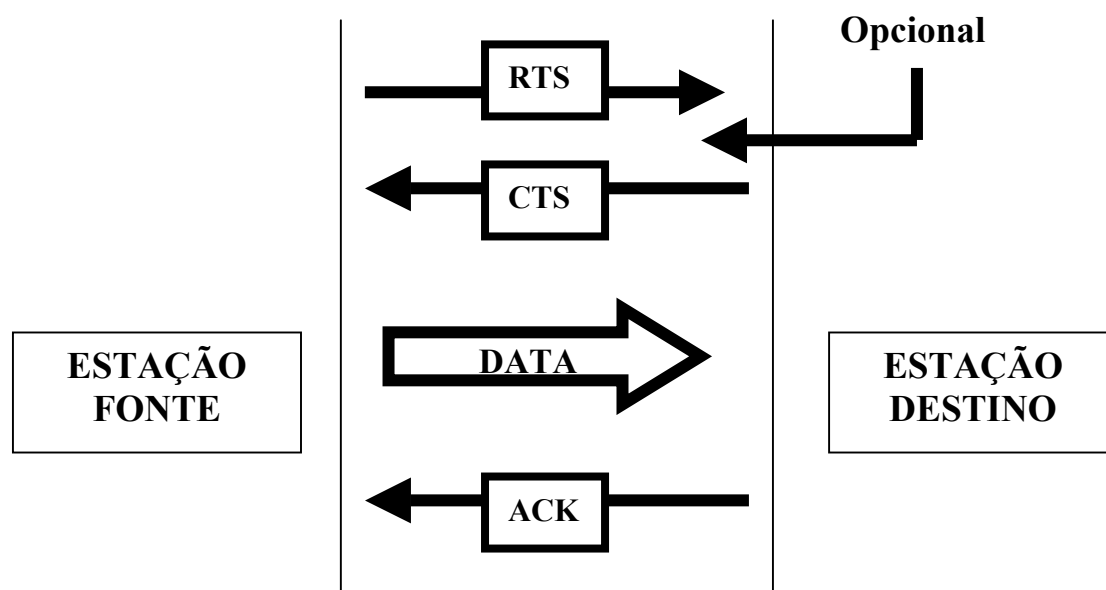 Opcional
RTS
CTS
DATA
ESTAÇÃO
FONTE
ESTAÇÃO
DESTINO
ACK